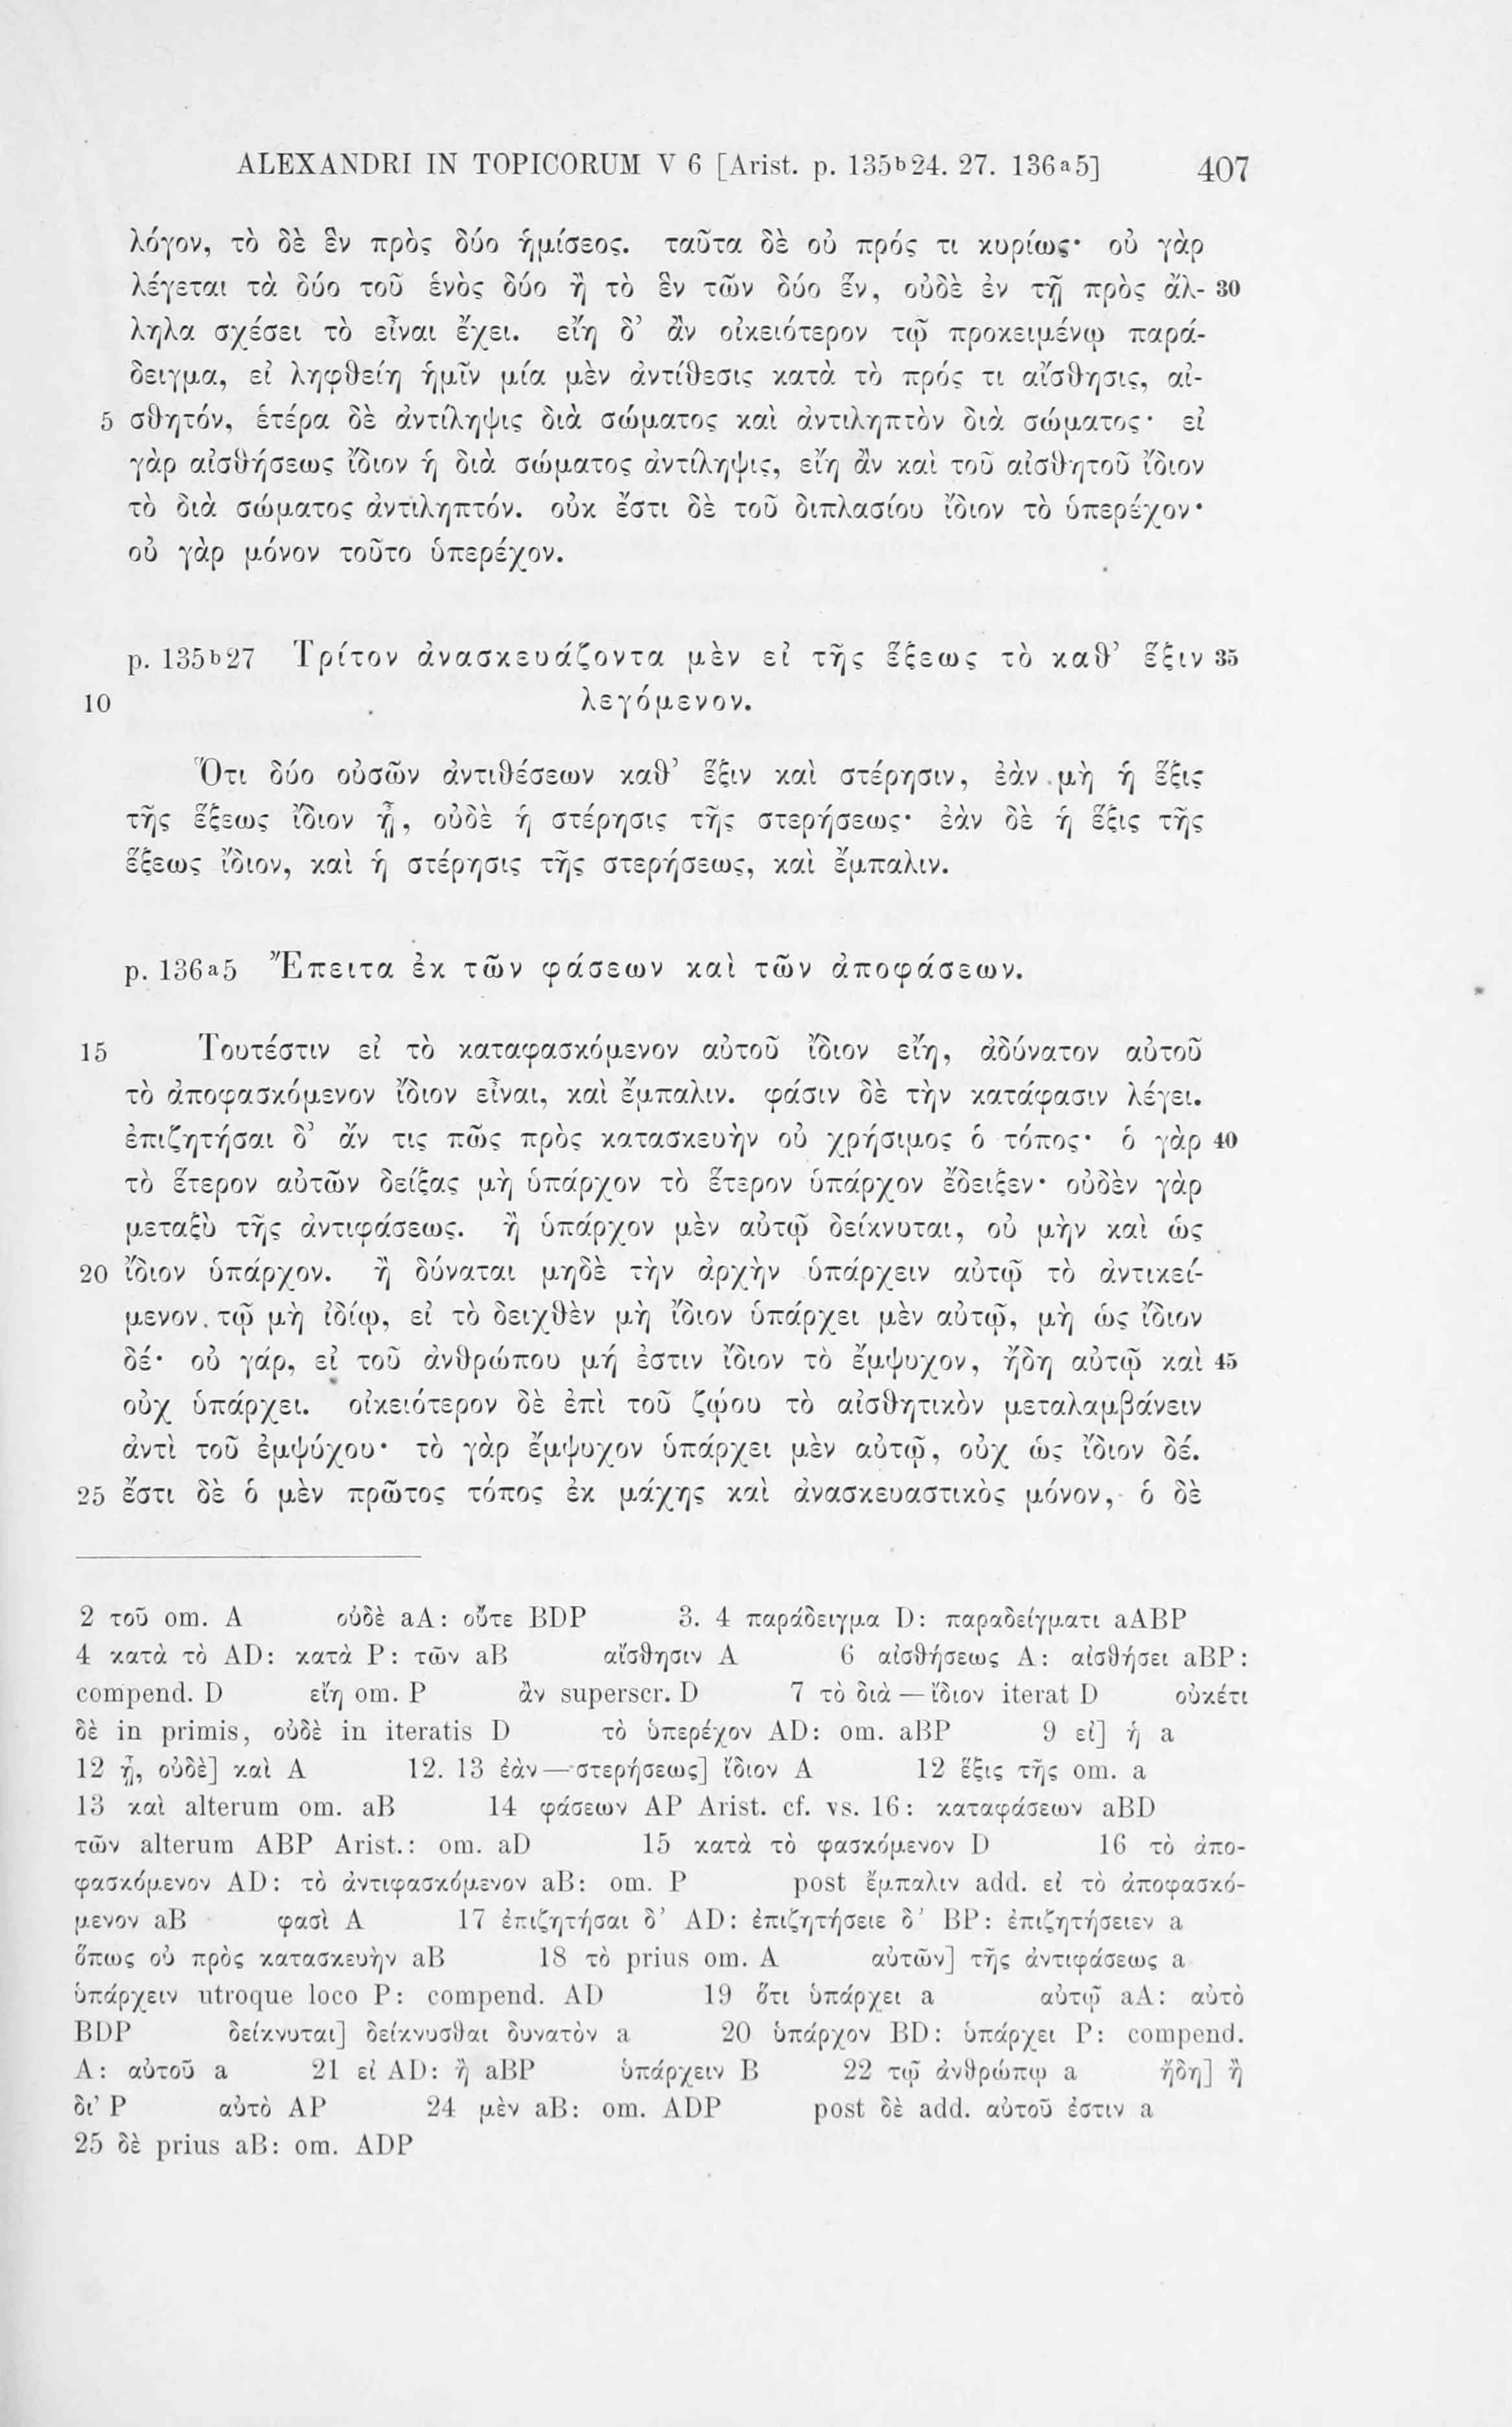 ALEXANDRI IN TOPICORUM V 6 [Arist. p. 135b24. 27. 136a5] 407
λόγον, τὸ δὲ ἓν πρὸς δύο ἡμίσεος. ταῦτα δὲ οὐ πρός τι κυρίως· οὐ γὰρ
λέγεται τὰ δύο τοῦ ἑνὸς δύο ἢ τὸ ἓν τῶν δύο ἕν, οὐδὲ ἐν τῇ πρὸς ἄλ- 30
ληλα σχέσει τὸ εἶναι ἔχει. εἴη δ’ ἂν οἰκειότερον τῷ προκειμένῳ παρά-
δειγμα, εἰ ληφθείη ἡμῖν μία μὲν ἀντίθεσις κατὰ τὸ πρός τι αἴσθησις, αἰ-
5 σθητόν, ἑτέρα δὲ ἀντίληψις διὰ σώματος καὶ ἀντιληπτὸν διὰ σώματος· εἰ
γὰρ αἰσθήσεως ἴδιον ἡ διὰ σώματος ἀντίληψις, εἴη ἂν καὶ τοῦ αἰσθητοῦ ἴδιον
τὸ διὰ σώματος ἀντιληπτόν. οὐκ ἔστι δὲ τοῦ διπλασίου ἴδιον τὸ ὑπερέχον·
οὐ γὰρ μόνον τοῦτο ὑπερέχον.
p. 135b27 Τρίτον ἀνασκευάζοντα μὲν εἰ τῆς ἕξεως τὸ καθ’ ἕξιν 35
10 λεγόμενον.
Ὅτι δύο οὐσῶν ἀντιθέσεων καθ’ ἕξιν καὶ στέρησιν, ἐὰν μὴ ἡ ἕξις
τῆς ἕξεως ἴδιον ᾖ, οὐδὲ ἡ στέρησις τῆς στερήσεως· ἐὰν δὲ ἡ ἕξις τῆς
ἕξεως ἴδιον, καὶ ἡ στέρησις τῆς στερήσεως, καὶ ἔμπαλιν.
p. 136a5 Ἔπειτα ἐκ τῶν φάσεων καὶ τῶν ἀποφάσεων.
15 Τουτέστιν εἰ τὸ καταφασκόμενον αὐτοῦ ἴδιον εἴη, ἀδύνατον αὐτοῦ
τὸ ἀποφασκόμενον ἴδιον εἶναι, καὶ ἔμπαλιν. φάσιν δὲ τὴν κατάφασιν λέγει.
ἐπιζητήσαι δ’ ἄν τις πῶς πρὸς κατασκευὴν οὐ χρήσιμος ὁ τόπος· ὁ γὰρ 40
τὸ ἕτερον αὐτῶν δείξας μὴ ὑπάρχον τὸ ἕτερον ὑπάρχον ἔδειξεν· οὐδὲν γὰρ
μεταξὺ τῆς ἀντιφάσεως. ἢ ὑπάρχον μὲν αὐτῷ δείκνυται, οὐ μὴν καὶ ὡς
20 ἴδιον ὑπάρχον. ἢ δύναται μηδὲ τὴν ἀρχὴν ὑπάρχειν αὐτῷ τὸ ἀντικεί-
μενον τῷ μὴ ἰδίῳ, εἰ τὸ δειχθὲν μὴ ἴδιον ὑπάρχει μὲν αὐτῷ, μὴ ὡς ἴδιον
δέ· οὐ γάρ, εἰ τοῦ ἀνθρώπου μή ἐστιν ἴδιον τὸ ἔμψυχον, ἤδη αὐτῷ καὶ 45
οὐχ ὑπάρχει. οἰκειότερον δὲ ἐπὶ τοῦ ζῴου τὸ αἰσθητικὸν μεταλαμβάνειν
ἀντὶ τοῦ ἐμψύχου· τὸ γὰρ ἔμψυχον ὑπάρχει μὲν αὐτῷ, οὐχ ὡς ἴδιον δέ.
25 ἔστι δὲ ὁ μὲν πρῶτος τόπος ἐκ μάχης καὶ ἀνασκευαστικὸς μόνον, ὁ δὲ
2 τοῦ om. A οὐδὲ aA: οὔτε BDP 3. 4 παράδειγμα D: παραδείγματι aABP
4 κατὰ τὸ AD: κατὰ P: τῶν aB αἴσθησιν A 6 αἰσθήσεως A: αἰσθήσει aBP:
compend. D εἴη om. P ἂν superscr. D 7 τὸ διὰ — ἴδιον iterat D οὐκέτι
δὲ in primis, οὐδὲ in iteratis D τὸ ὑπερέχον AD: om. aBP 9 εἰ] ἡ a
12 ᾖ, οὐδὲ] καὶ A 12. 13 ἐὰν — στερήσεως] ἴδιον A 12 ἕξις τῆς om. a
13 καὶ alterum om. aB 14 φάσεων AP Arist. cf. vs. 16: καταφάσεων aBD
τῶν alterum ABP Arist.: om. aD 15 κατὰ τὸ φασκόμενον D 16 τὸ ἀπο-
φασκόμενον AD: τὸ ἀντιφασκόμενον aB: om. P post ἔμπαλιν add. εἰ τὸ ἀποφασκό-
μενον aB φασὶ A 17 ἐπιζητήσαι δ’ AD: ἐπιζητήσειε δ’ BP: ἐπιζητήσειεν a
ὅπως οὐ πρὸς κατασκευὴν aB 18 τὸ prius om. A αὐτῶν] τῆς ἀντιφάσεως a
ὑπάρχειν utroque loco P: compend. AD 19 ὅτι ὑπάρχει a αὐτῷ aA: αὐτὸ
BDP δείκνυται] δείκνυσθαι δυνατὸν a 20 ὑπάρχον BD: ὑπάρχει P: compend.
A: αὐτοῦ a 21 εἰ AD: ἢ aBP ὑπάρχειν B 22 τῷ ἀνθρώπῳ a ἤδη] ἢ
δι’ P αὐτὸ AP 24 μὲν aB: om. ADP post δὲ add. αὐτοῦ ἐστιν a
25 δὲ prius aB: om. ADP